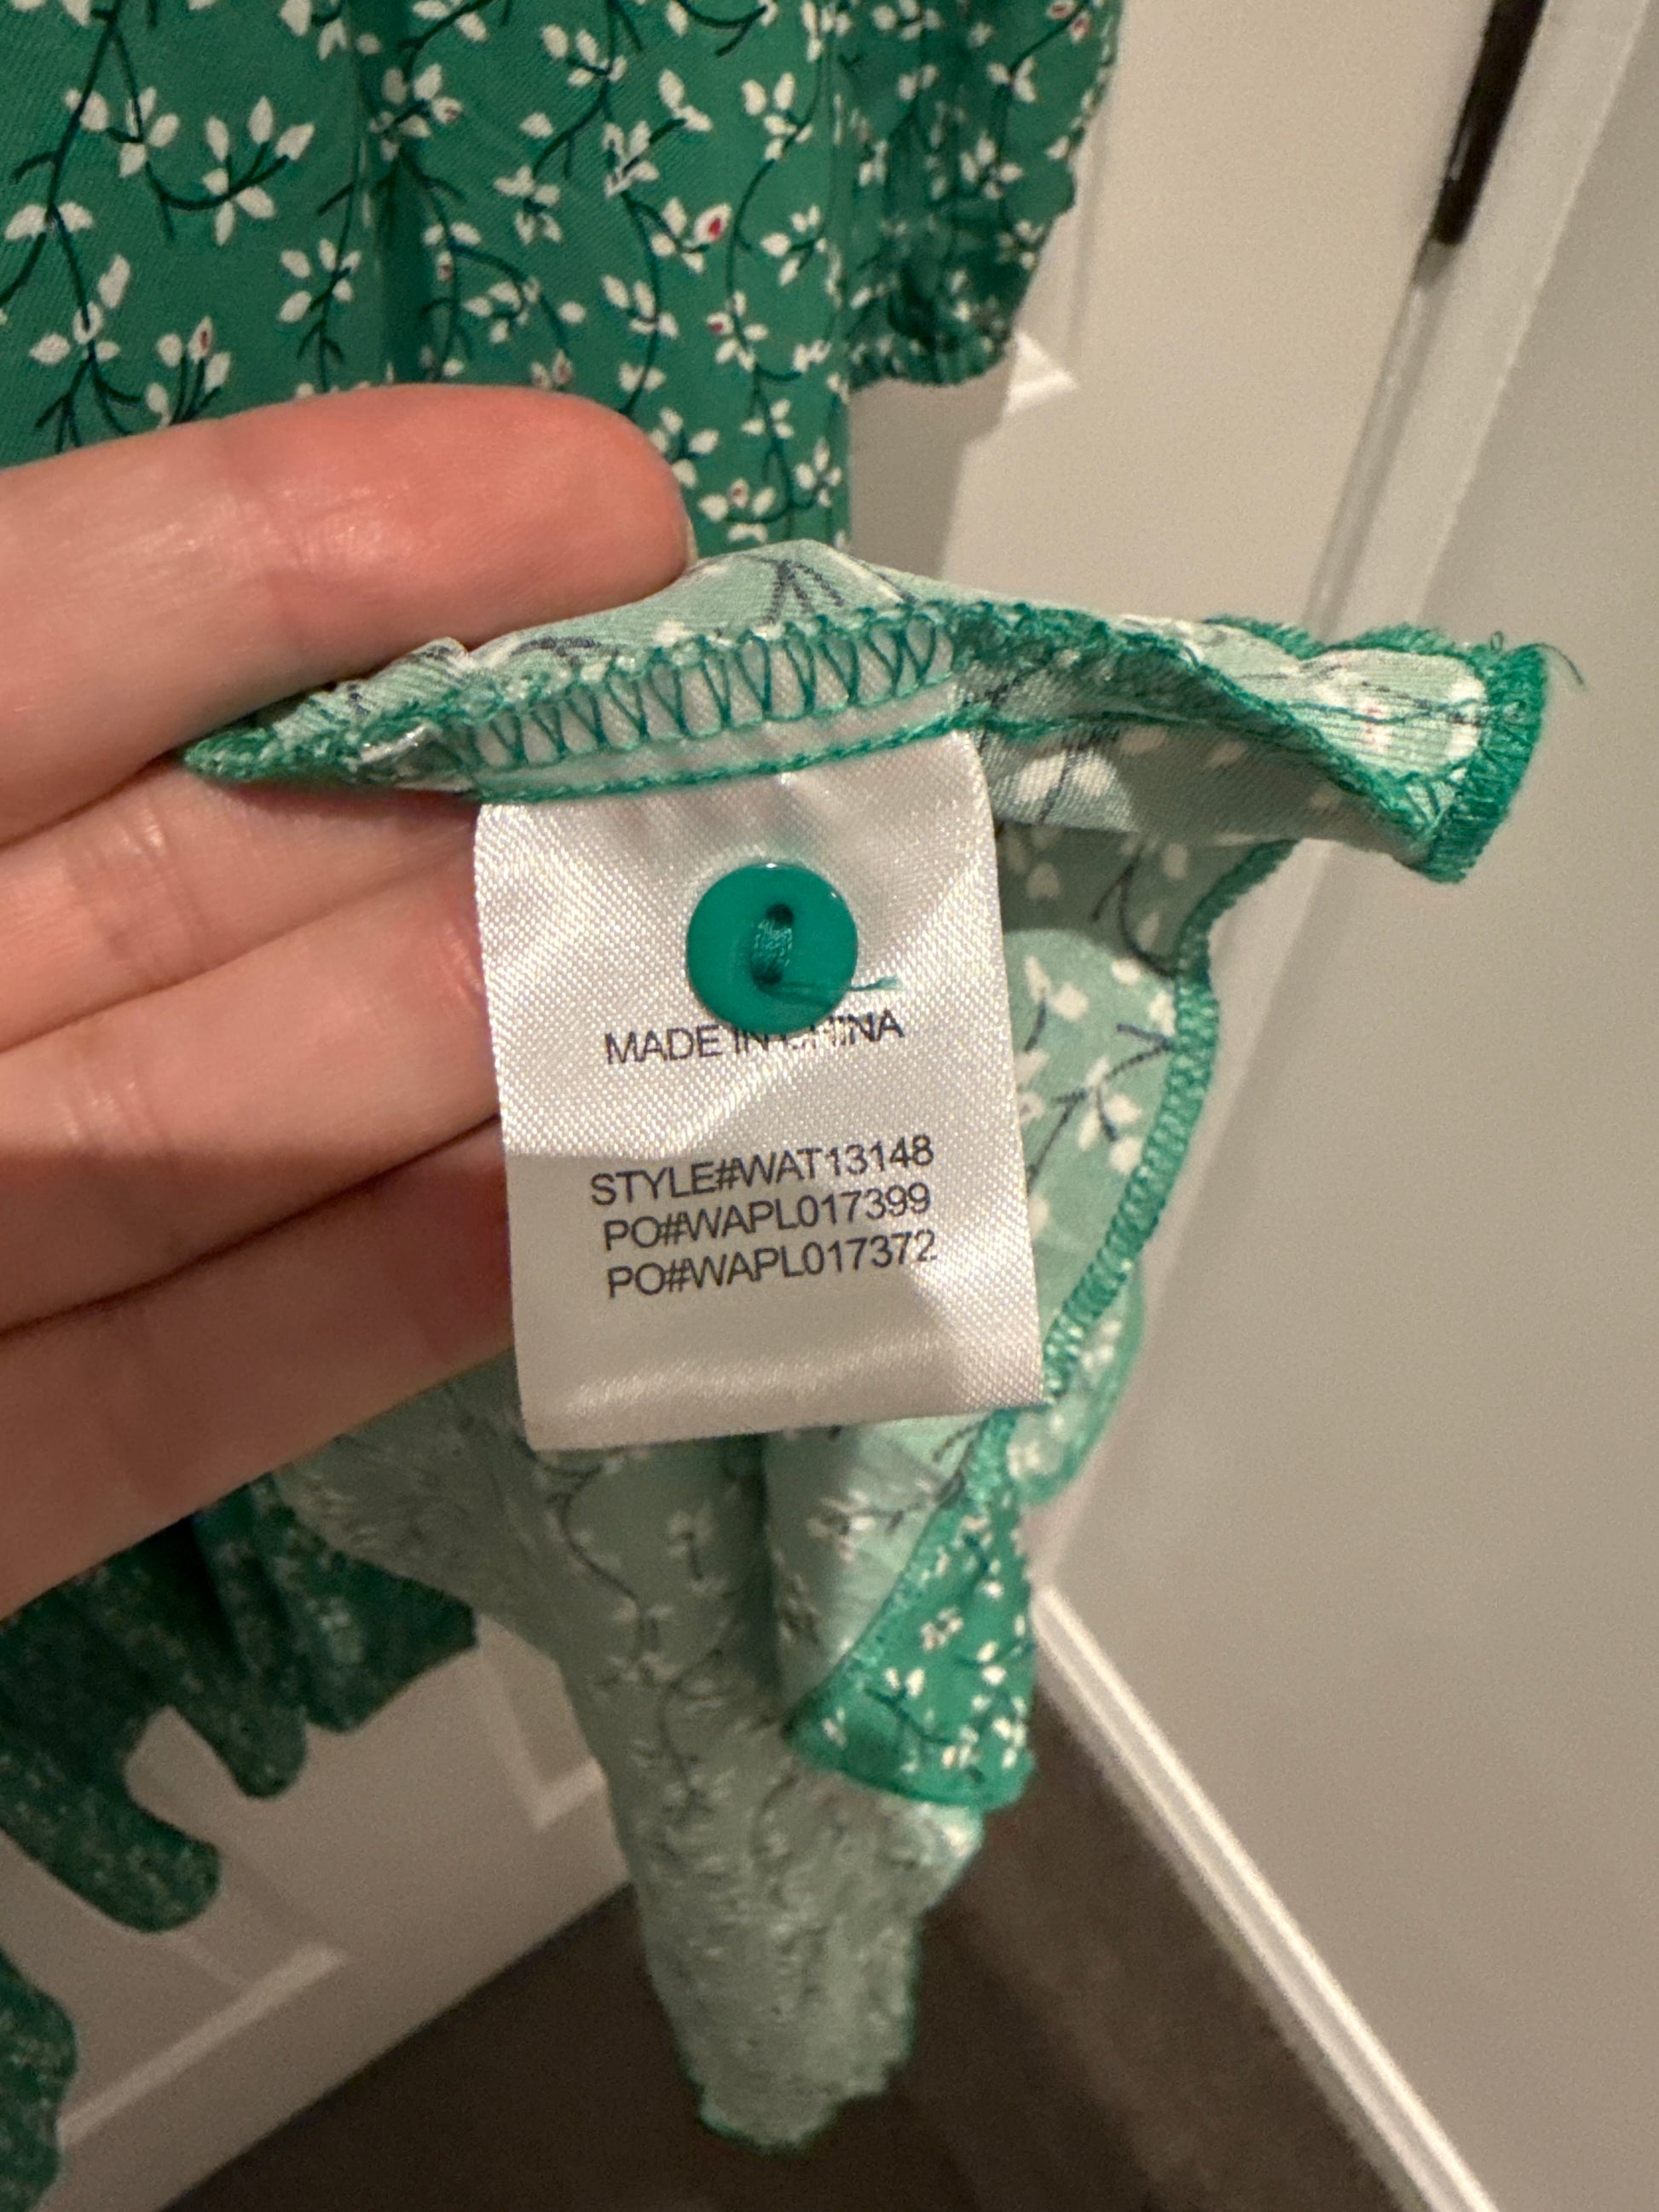 MADE IN CHINA
STYLE#WAT13148
PO#WAPL017399
PO#WAPL017372